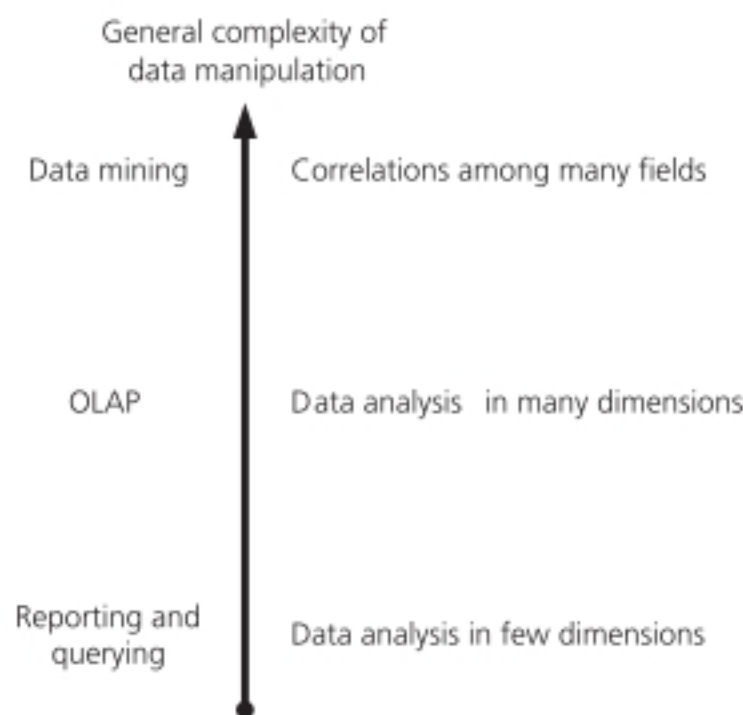 General complexity of
data manipulation
Data mining
Correlations among many fields
OLAP
Data analysis in many dimensions
Reporting and
querying
Data analysis in few dimensions